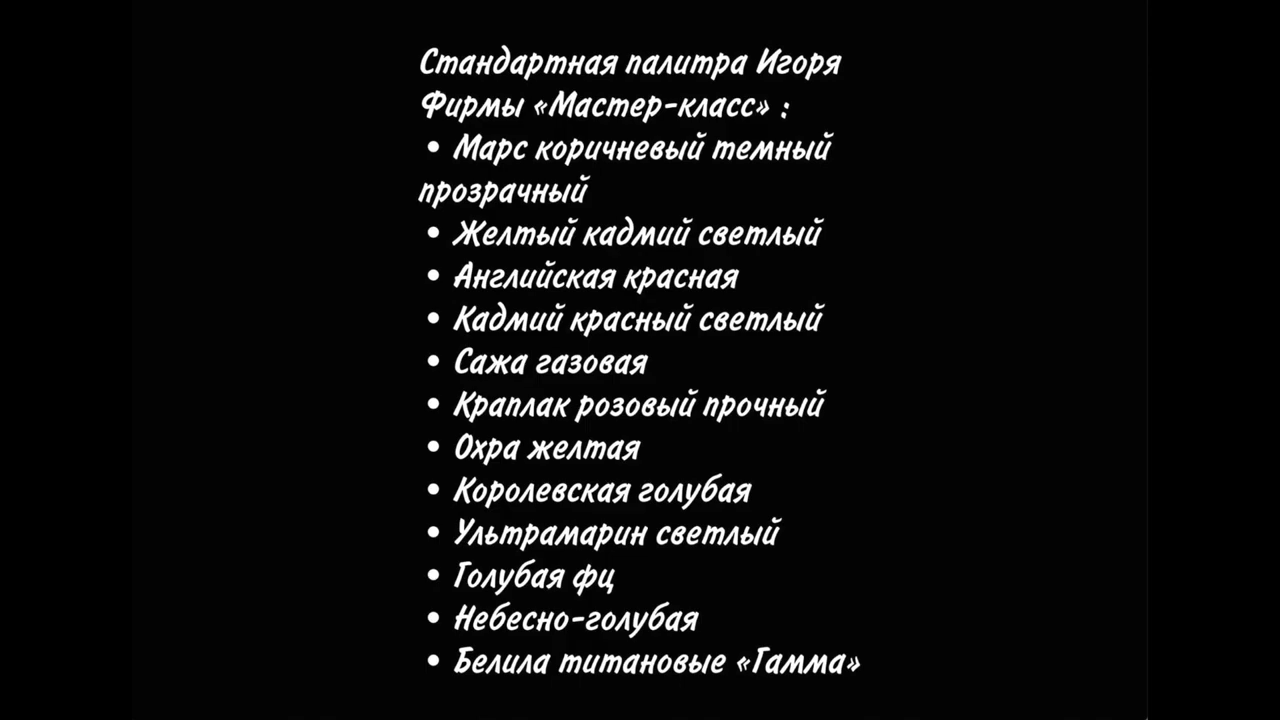 Стандартная палитра Игоря
Фирмы «Мастер-класс» :
• Марс коричневый темный
прозрачный
• Желтый кадмий светлый
• Английская красная
• Кадмий красный светлый
• Сажа газовая
• Краплак розовый прочный
• Охра желтая
• Королевская голубая
• Ультрамарин светлый
• Голубая фц
• Небесно-голубая
• Белила титановые «Гамма»